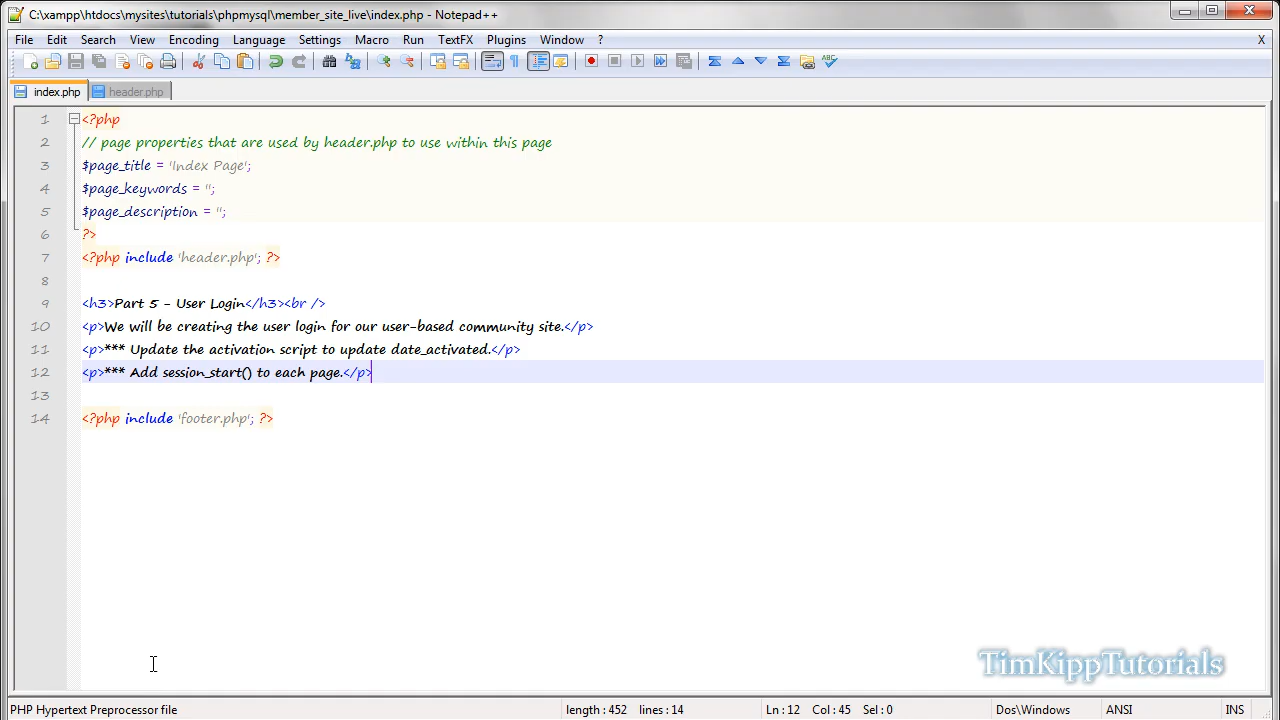 C:\xampp\htdocs\mysites\tutorials\phpmysql\member_site_live\index.php - Notepad++
File Edit Search View Encoding Language Settings Macro Run TextFX Plugins Window ? X
index.php header.php
1 <?php
2 // page properties that are used by header.php to use within this page
3 $page_title = 'Index Page';
4 $page_keywords = '';
5 $page_description = '';
6 ?>
7 <?php include 'header.php'; ?>
8
9 <h3>Part 5 - User Login</h3><br />
10 <p>We will be creating the user login for our user-based community site.</p>
11 <p>*** Update the activation script to update date_activated.</p>
12 <p>*** Add session_start() to each page.</p>
13
14 <?php include 'footer.php'; ?>
TimKippTutorials
PHP Hypertext Preprocessor file length : 452 lines : 14 Ln : 12 Col : 45 Sel : 0 Dos\Windows ANSI INS